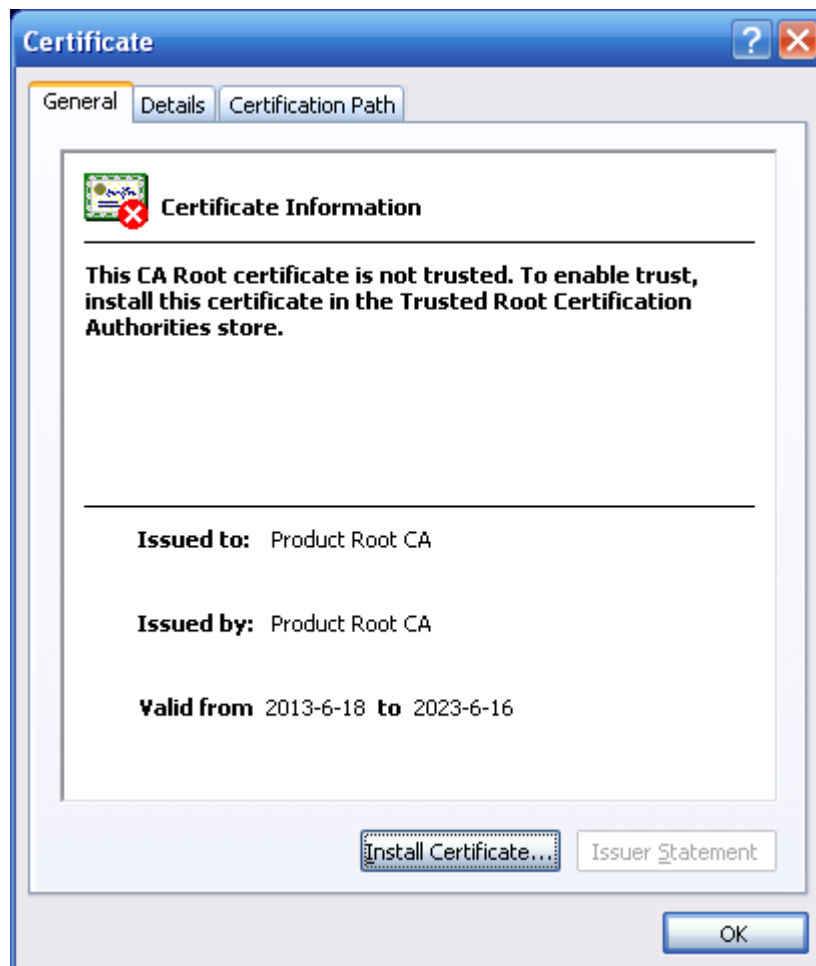 Certificate
General Details Certification Path
Certificate Information
This CA Root certificate is not trusted. To enable trust,
install this certificate in the Trusted Root Certification
Authorities store.
Issued to: Product Root CA
Issued by: Product Root CA
Valid from 2013-6-18 to 2023-6-16
Install Certificate... Issuer Statement
OK